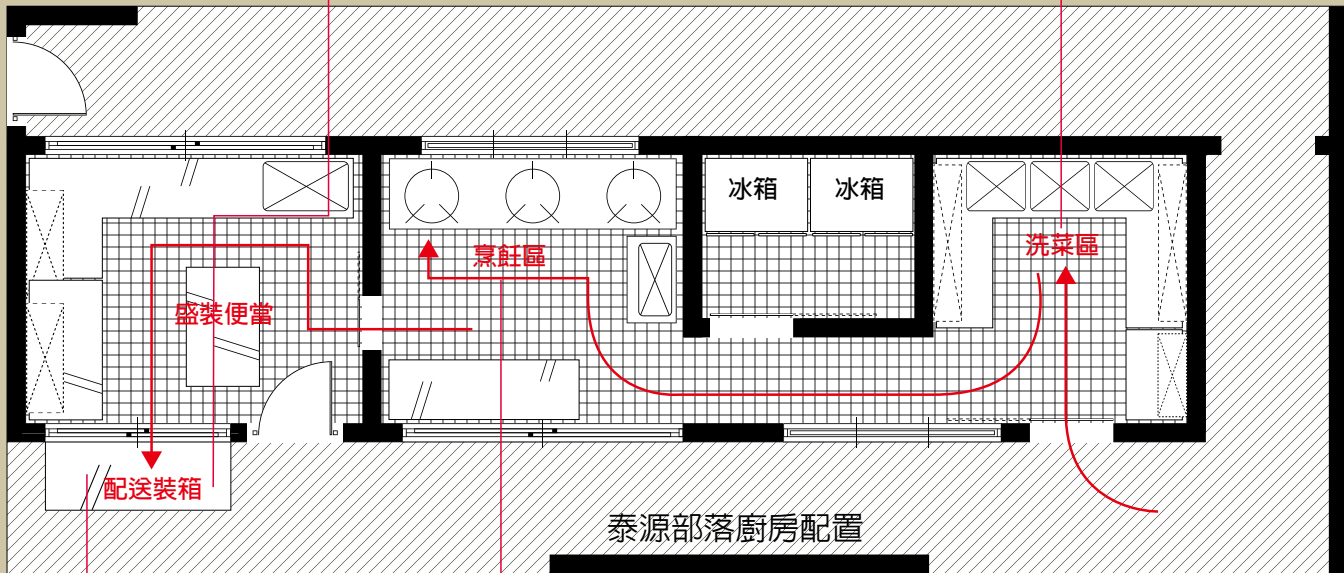 冰箱
冰箱
洗菜區
烹飪區
盛裝便當
配送裝箱
泰源部落廚房配置